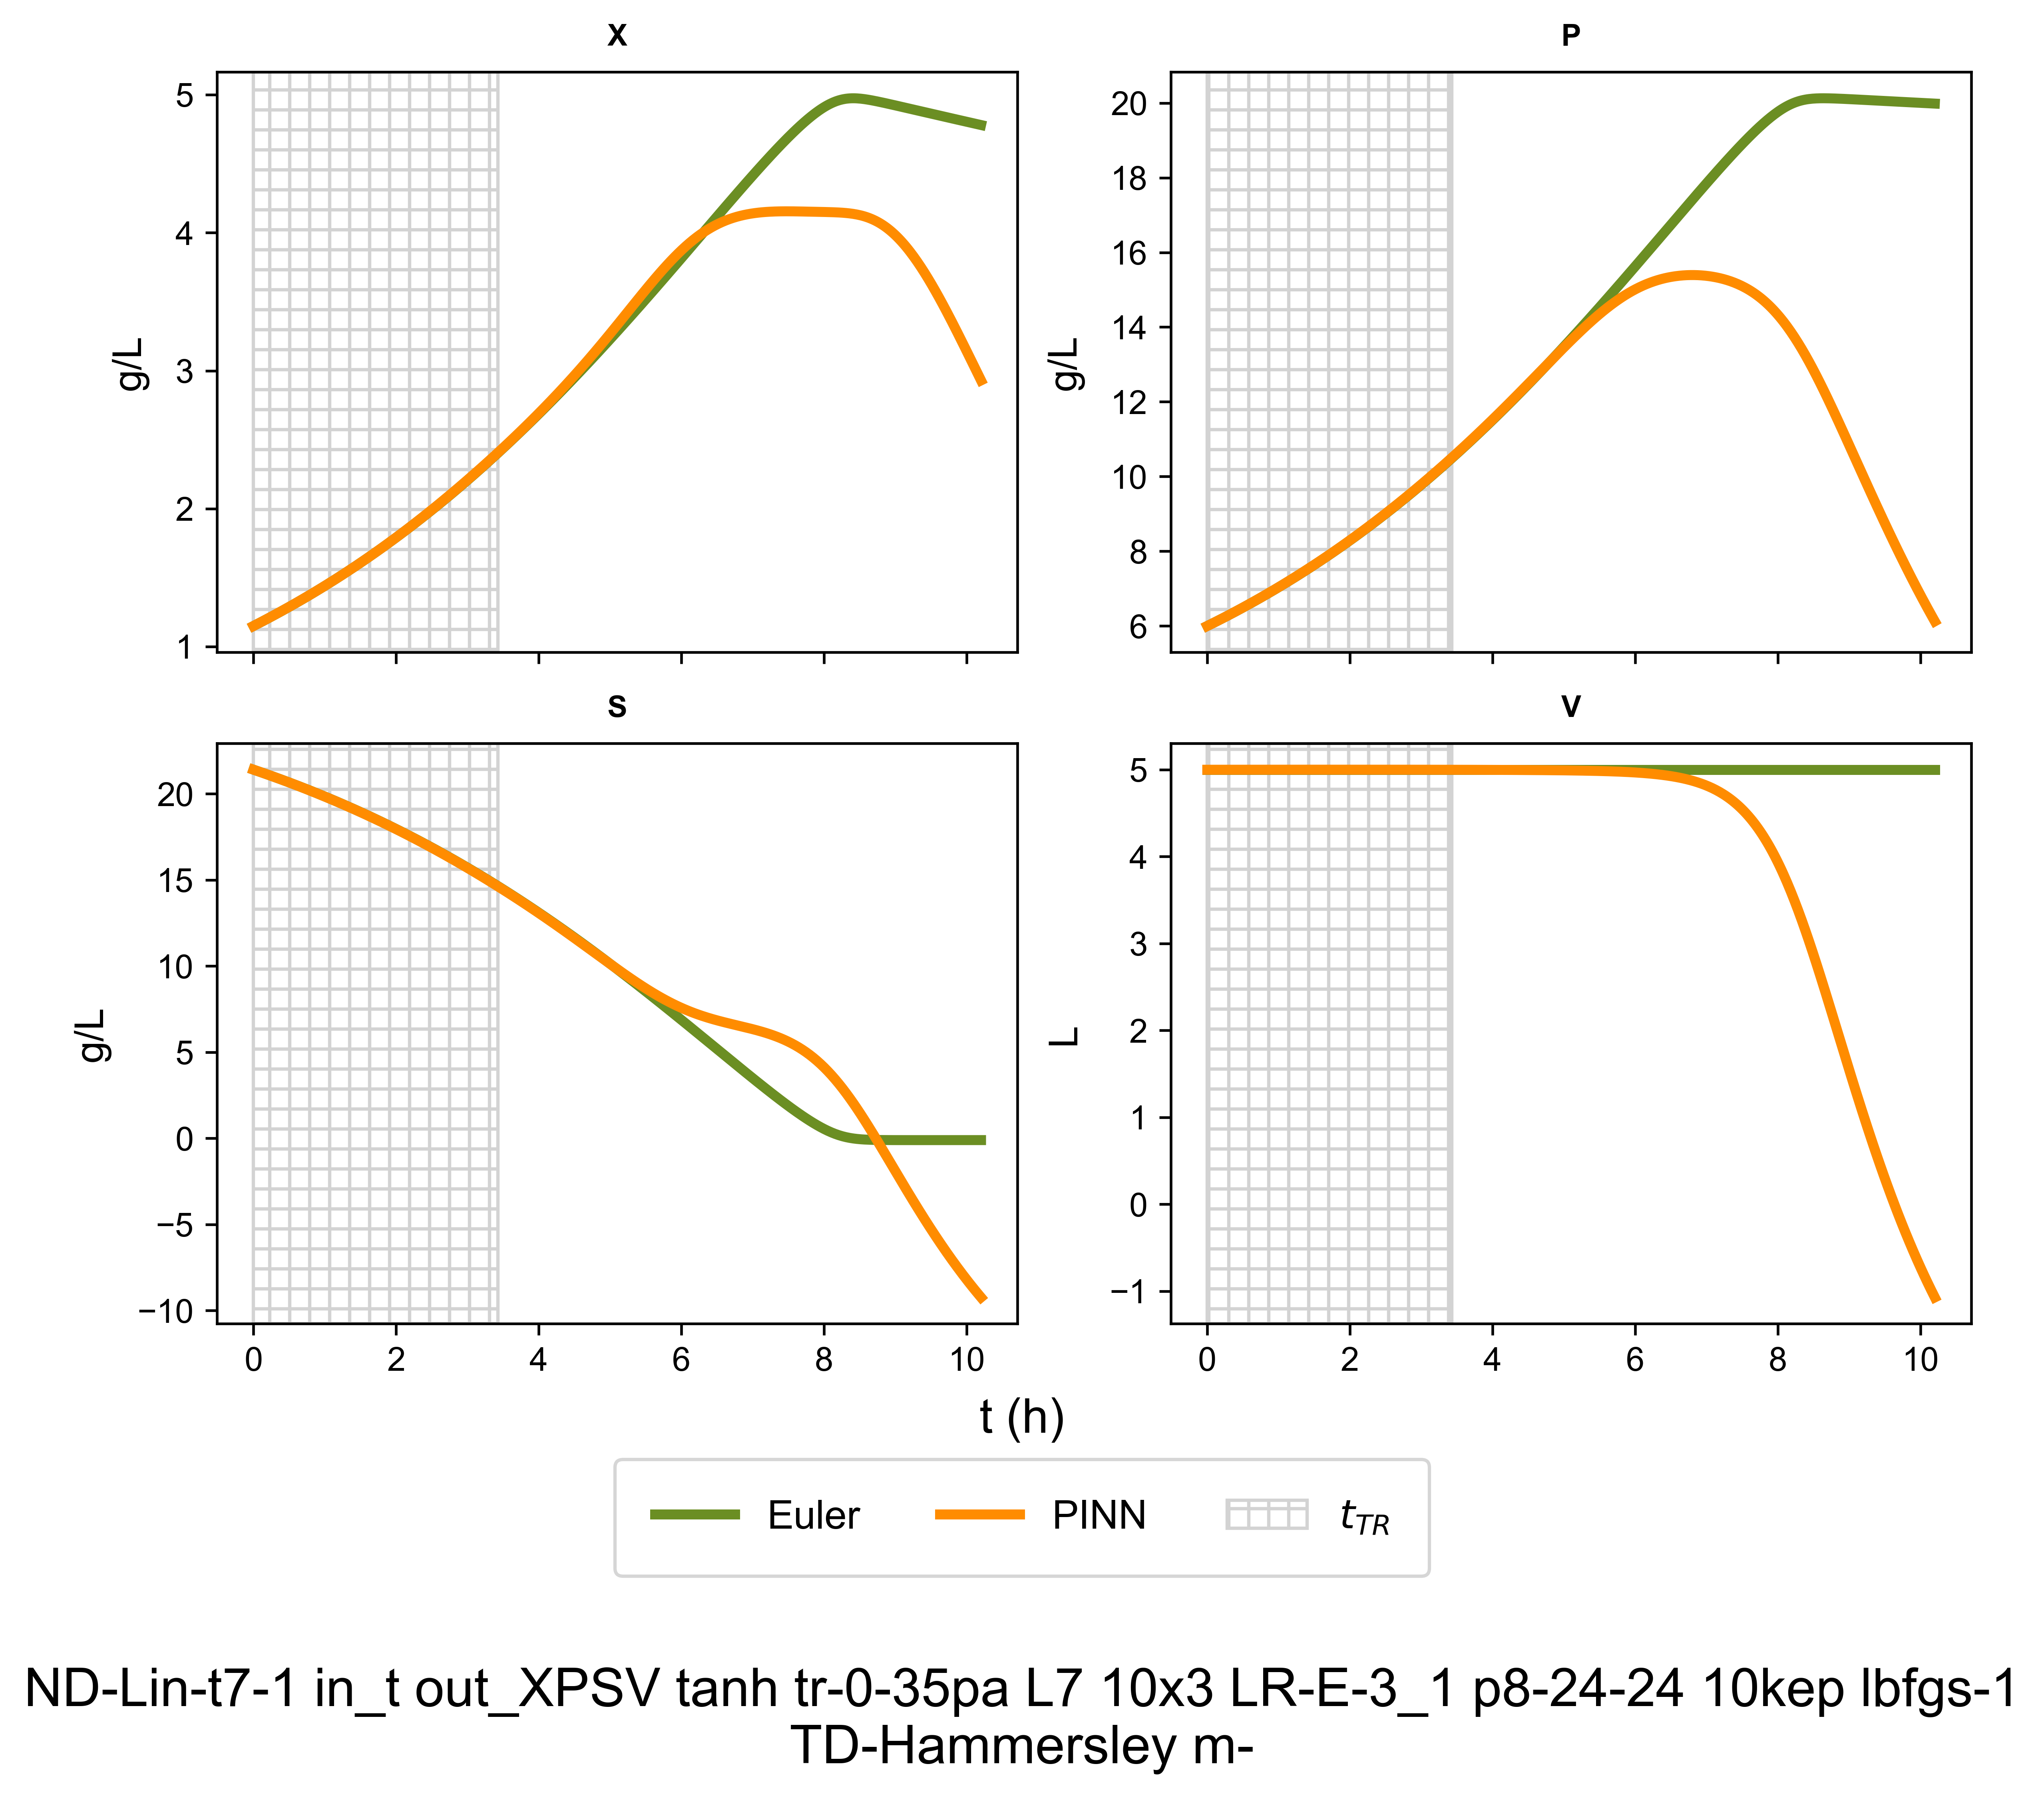 X
P
5
4
3
2
1
g/L
20
18
16
14
12
10
8
6
g/L
S
V
20
15
10
5
0
−5
−10
g/L
0 2 4 6 8 10
5
4
3
2
1
0
−1
L
0 2 4 6 8 10
t (h)
Euler PINN t_TR
ND-Lin-t7-1 in_t out_XPSV tanh tr-0-35pa L7 10x3 LR-E-3_1 p8-24-24 10kep lbfgs-1
TD-Hammersley m-